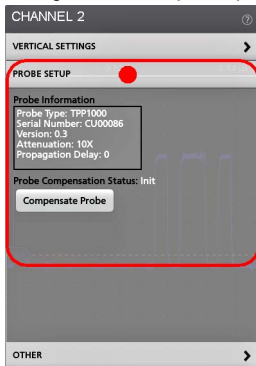 CHANNEL 2
VERTICAL SETTINGS
PROBE SETUP
Probe Information
Probe Type: TPP1000
Serial Number: CU00086
Version: 0.3
Attenuation: 10X
Propagation Delay: 0
Probe Compensation Status: Init
Compensate Probe
OTHER